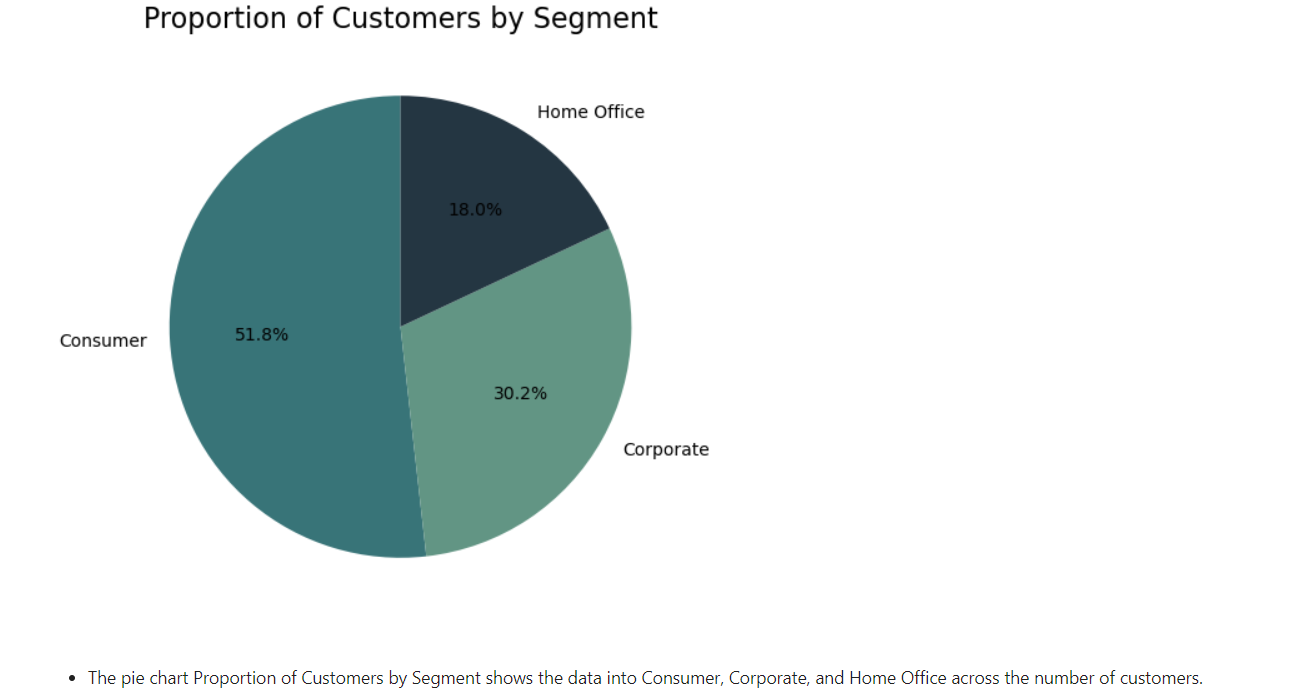 Proportion of Customers by Segment
Home Office
18.0%
Consumer
51.8%
30.2%
Corporate
• The pie chart Proportion of Customers by Segment shows the data into Consumer, Corporate, and Home Office across the number of customers.